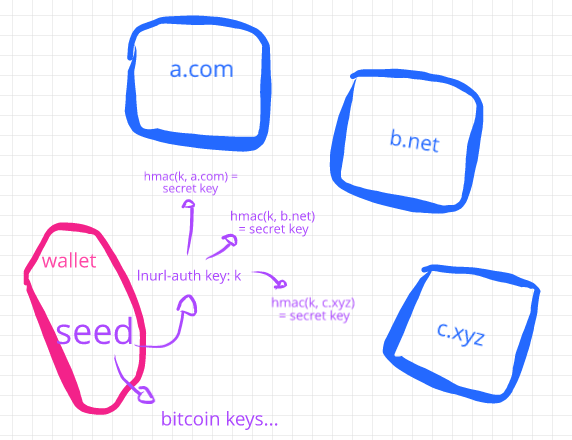 a.com
b.net
hmac(k, a.com) =
secret key
hmac(k, b.net)
= secret key
wallet
lnurl-auth key: k
hmac(k, c.xyz)
= secret key
seed
c.xyz
bitcoin keys...